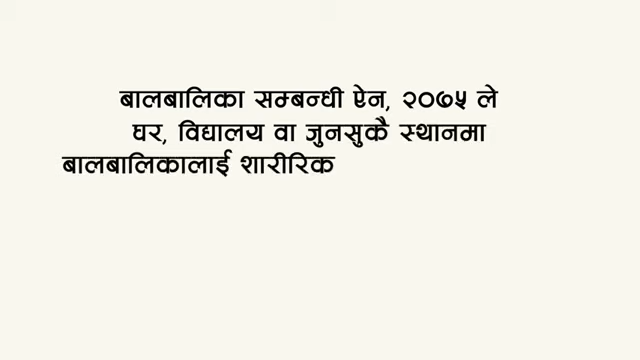 बालबालिका सम्बन्धी ऐन, २०७५ ले
घर, विद्यालय वा जुनसुकै स्थानमा
बालबालिकालाई शारीरिक